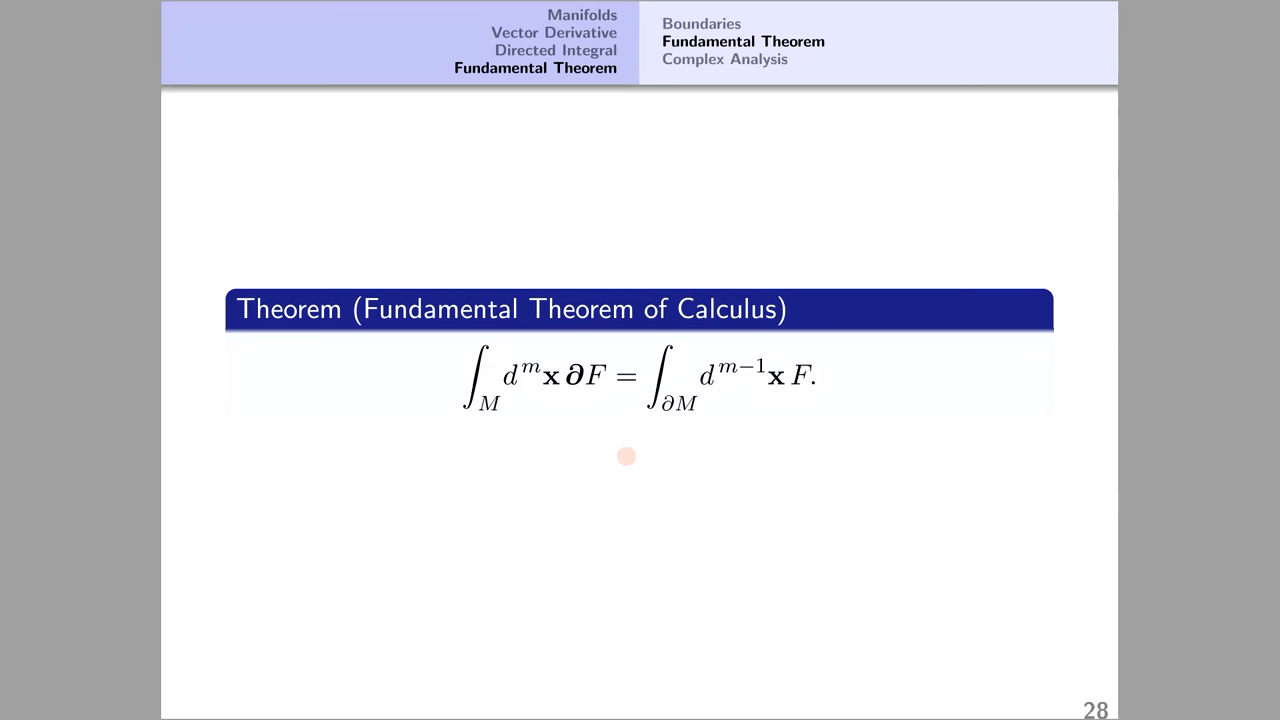 Manifolds
Vector Derivative
Directed Integral
Fundamental Theorem
Boundaries
Fundamental Theorem
Complex Analysis
Theorem (Fundamental Theorem of Calculus)
∫_M d^m 𝐱 ∂F = ∫_{∂M} d^{m−1} 𝐱 F.
28